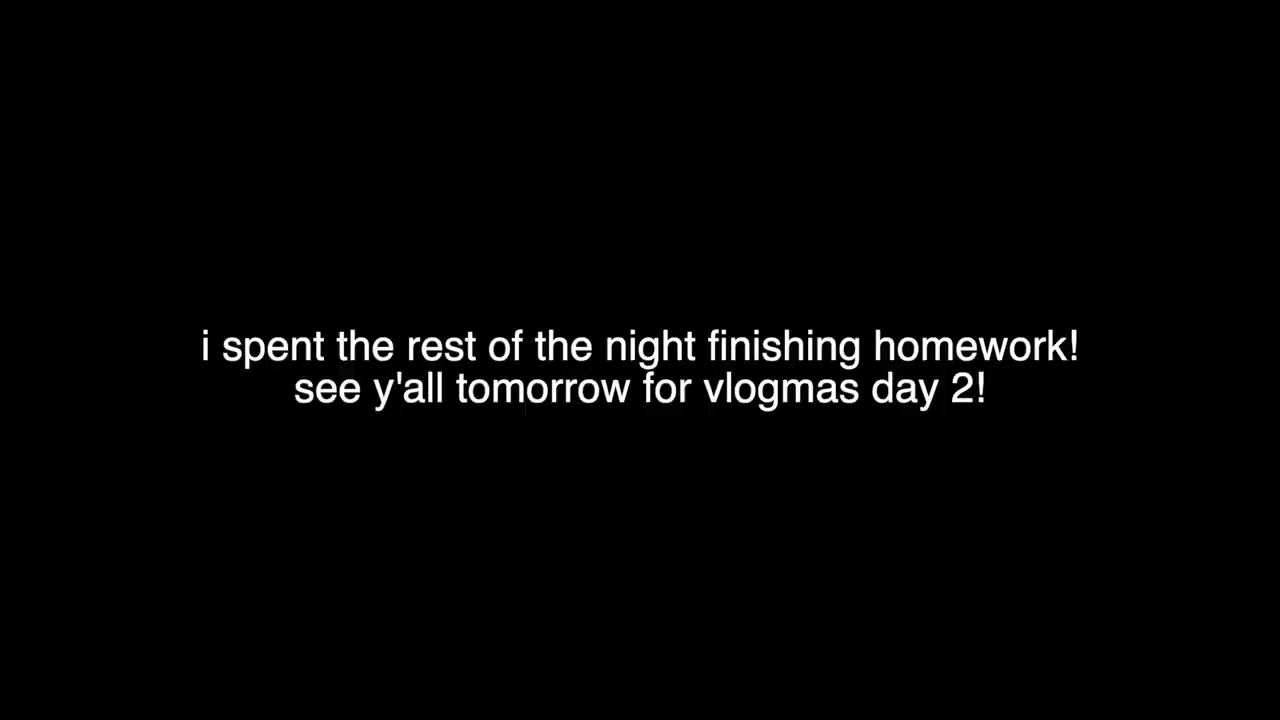 i spent the rest of the night finishing homework!
see y'all tomorrow for vlogmas day 2!